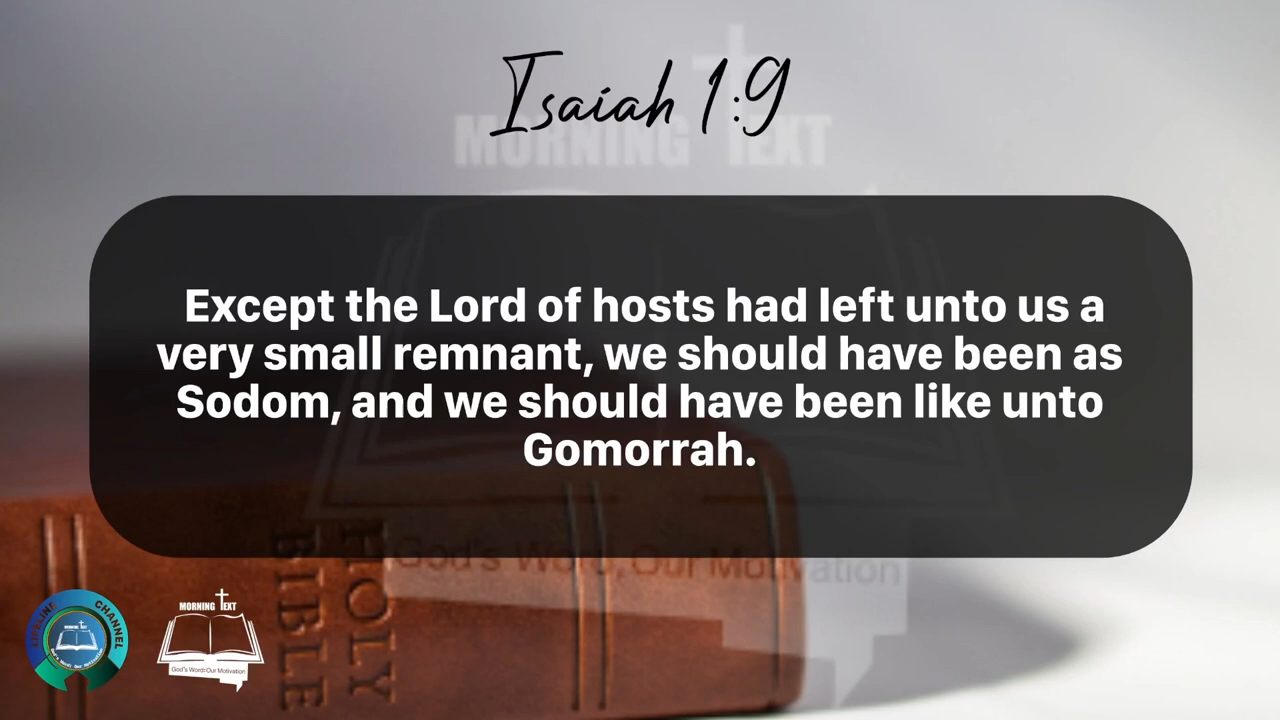 Isaiah 1:9
MORNING TEXT
Except the Lord of hosts had left unto us a
very small remnant, we should have been as
Sodom, and we should have been like unto
Gomorrah.
God's Word, Our Motivation
HOLY
BIBLE
LIFELINE CHANNEL
MORNING TEXT
God's Word: Our Motivation